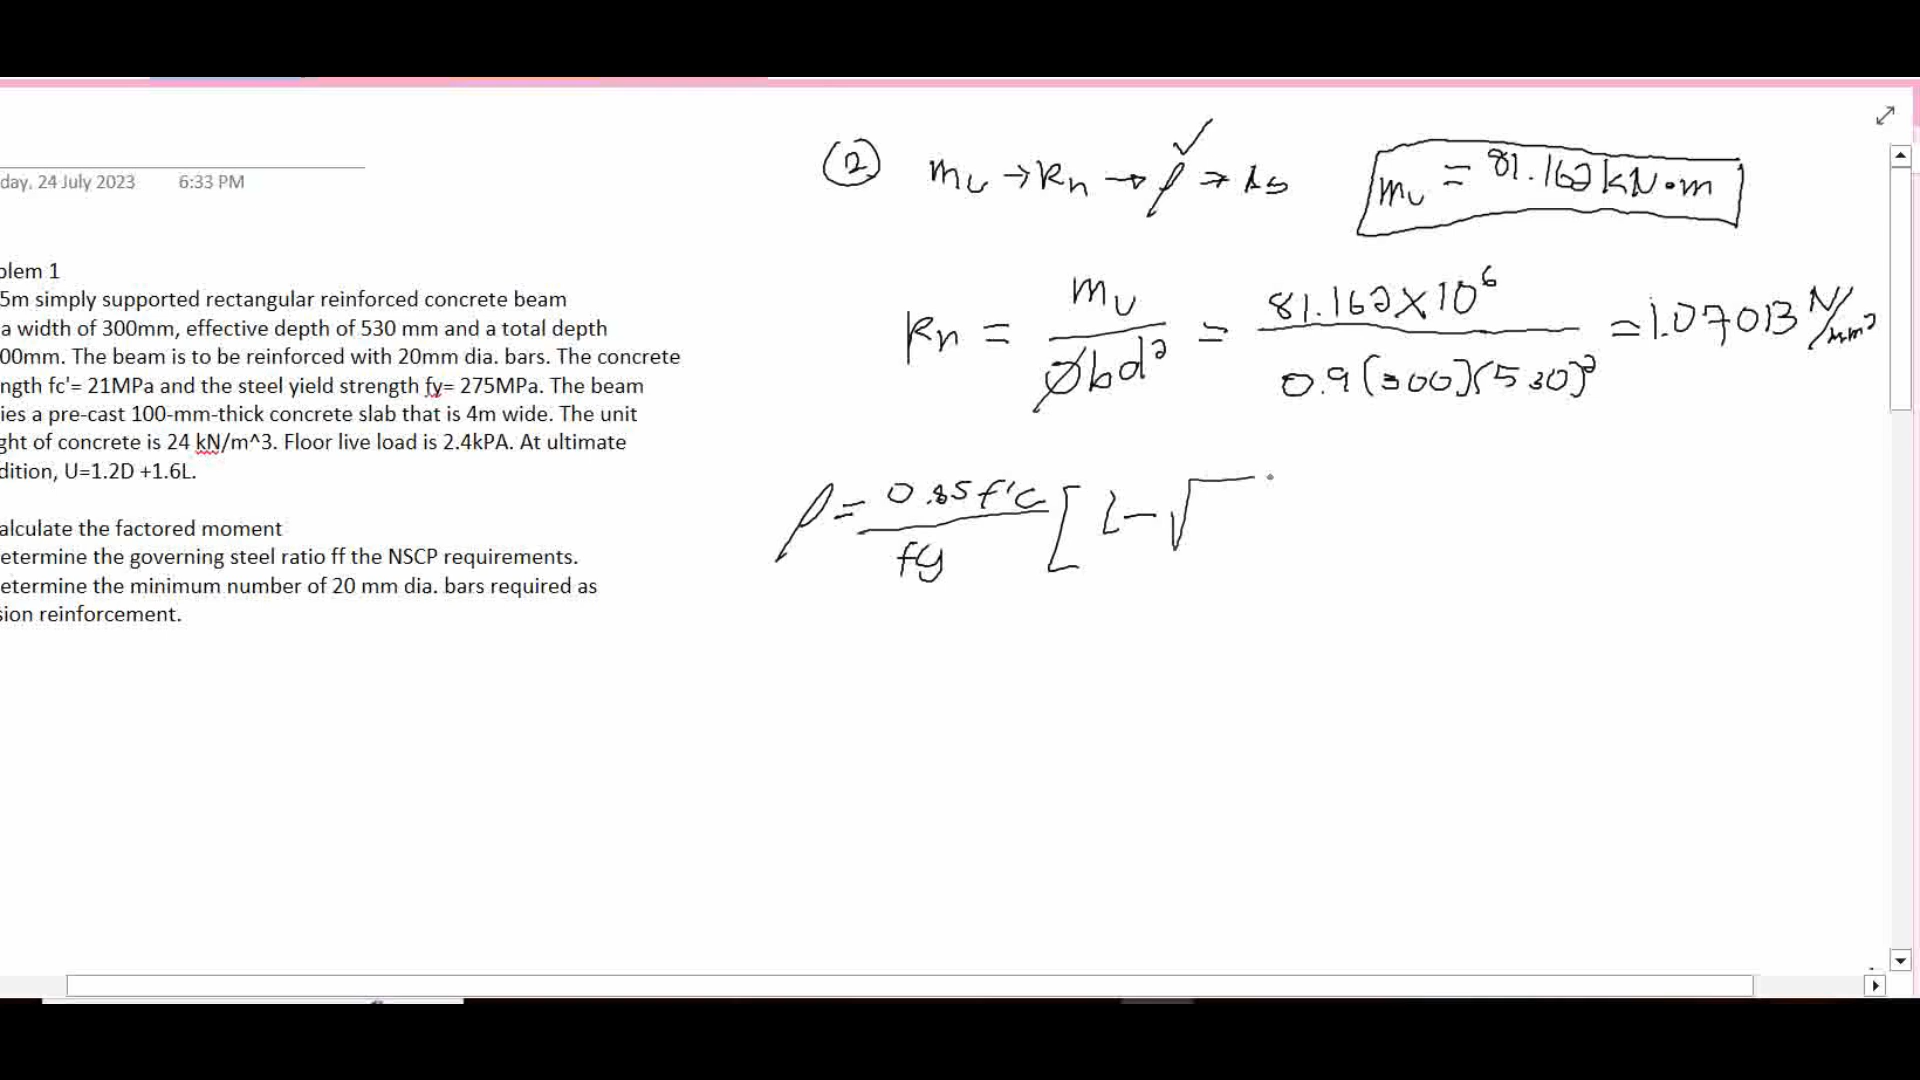 day, 24 July 2023 6:33 PM
blem 1
5m simply supported rectangular reinforced concrete beam
a width of 300mm, effective depth of 530 mm and a total depth
00mm. The beam is to be reinforced with 20mm dia. bars. The concrete
ngth fc'= 21MPa and the steel yield strength fy= 275MPa. The beam
ies a pre-cast 100-mm-thick concrete slab that is 4m wide. The unit
ght of concrete is 24 kN/m^3. Floor live load is 2.4kPA. At ultimate
dition, U=1.2D +1.6L.
alculate the factored moment
etermine the governing steel ratio ff the NSCP requirements.
etermine the minimum number of 20 mm dia. bars required as
sion reinforcement.
② Mu → Rn → ρ → As ✓
Mu = 81.162 kN·m
Rn = Mu / øbd² = 81.162 × 10⁶ / 0.9(300)(530)² = 1.07013 N/mm²
ρ = 0.85f'c / fy [ 1 - √